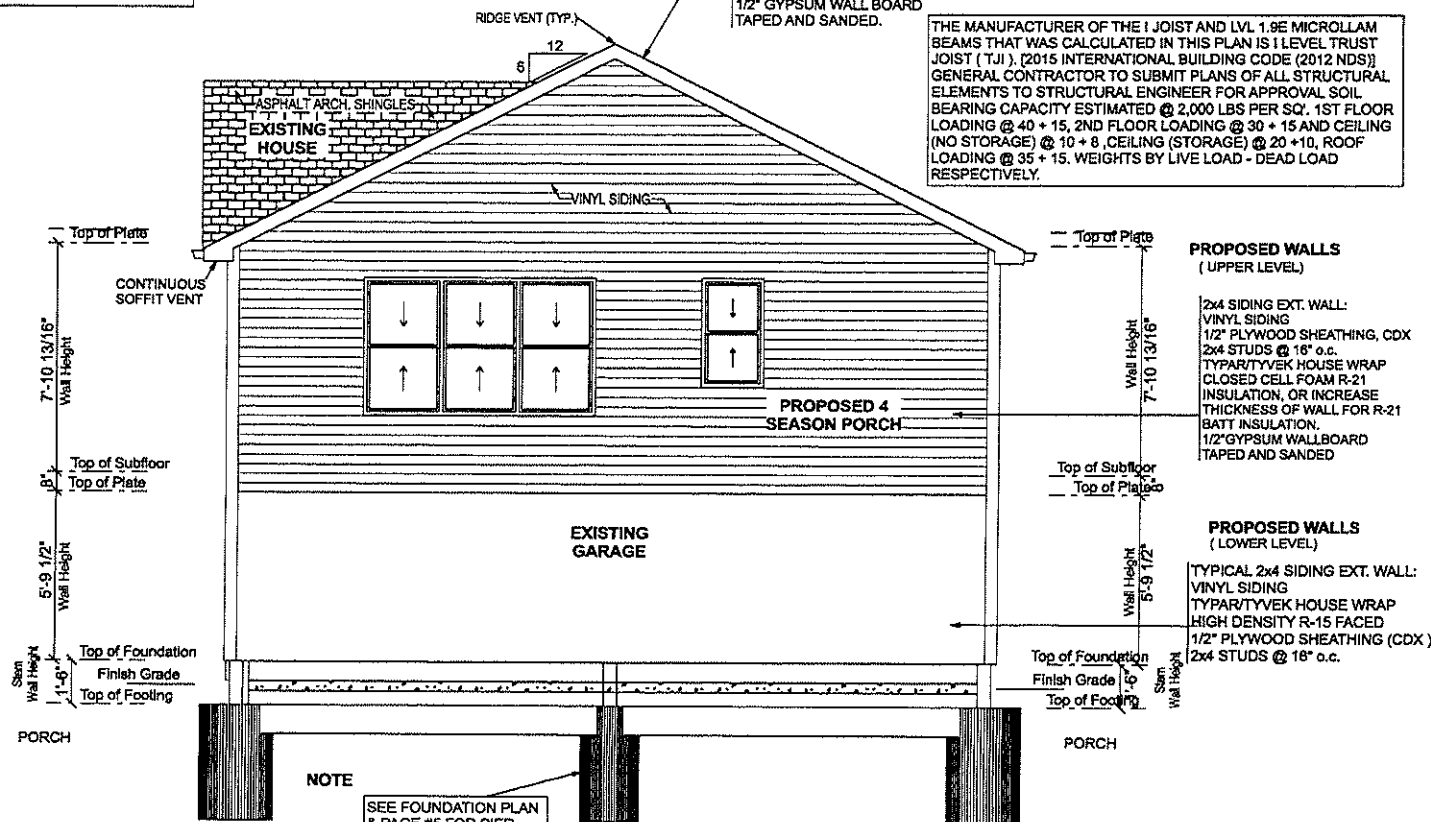 1/2" GYPSUM WALL BOARD
TAPED AND SANDED.
RIDGE VENT (TYP.)
12
6
THE MANUFACTURER OF THE I JOIST AND LVL 1.9E MICROLLAM
BEAMS THAT WAS CALCULATED IN THIS PLAN IS I LEVEL TRUST
JOIST ( TJI ). [2015 INTERNATIONAL BUILDING CODE (2012 NDS)]
GENERAL CONTRACTOR TO SUBMIT PLANS OF ALL STRUCTURAL
ELEMENTS TO STRUCTURAL ENGINEER FOR APPROVAL SOIL
BEARING CAPACITY ESTIMATED @ 2,000 LBS PER SQ'. 1ST FLOOR
LOADING @ 40 + 15, 2ND FLOOR LOADING @ 30 + 15 AND CEILING
(NO STORAGE) @ 10 + 8 ,CEILING (STORAGE) @ 20 +10, ROOF
LOADING @ 35 + 15. WEIGHTS BY LIVE LOAD - DEAD LOAD
RESPECTIVELY.
ASPHALT ARCH. SHINGLES
EXISTING
HOUSE
VINYL SIDING
Top of Plate
CONTINUOUS
SOFFIT VENT
7'-10 13/16"
Wall Height
Top of Subfloor
8"
Top of Plate
5'-9 1/2"
Wall Height
Top of Foundation
Stem
Wall Height
1'-6"
Finish Grade
Top of Footing
PORCH
PROPOSED 4
SEASON PORCH
EXISTING
GARAGE
NOTE
SEE FOUNDATION PLAN
& PAGE #5 FOR PIER
Top of Plate
Wall Height
7'-10 13/16"
Top of Subfloor
Top of Plate
8"
Wall Height
5'-9 1/2"
Top of Foundation
Finish Grade
1'-6"
Stem
Wall Height
Top of Footing
PORCH
PROPOSED WALLS
( UPPER LEVEL)
2x4 SIDING EXT. WALL:
VINYL SIDING
1/2" PLYWOOD SHEATHING, CDX
2x4 STUDS @ 16" o.c.
TYPAR/TYVEK HOUSE WRAP
CLOSED CELL FOAM R-21
INSULATION, OR INCREASE
THICKNESS OF WALL FOR R-21
BATT INSULATION.
1/2"GYPSUM WALLBOARD
TAPED AND SANDED
PROPOSED WALLS
( LOWER LEVEL)
TYPICAL 2x4 SIDING EXT. WALL:
VINYL SIDING
TYPAR/TYVEK HOUSE WRAP
HIGH DENSITY R-15 FACED
1/2" PLYWOOD SHEATHING (CDX )
2x4 STUDS @ 16" o.c.